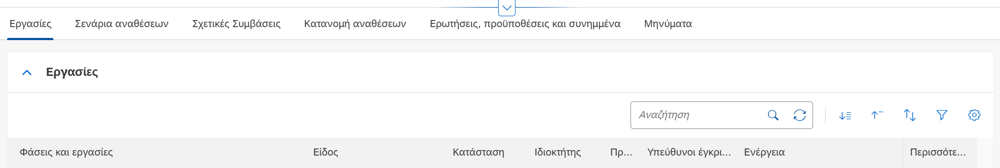 Εργασίες Σενάρια αναθέσεων Σχετικές Συμβάσεις Κατανομή αναθέσεων Ερωτήσεις, προϋποθέσεις και συνημμένα Μηνύματα
Εργασίες
Αναζήτηση
Φάσεις και εργασίες Είδος Κατάσταση Ιδιοκτήτης Πρ... Υπεύθυνοι έγκρι... Ενέργεια Περισσότε...